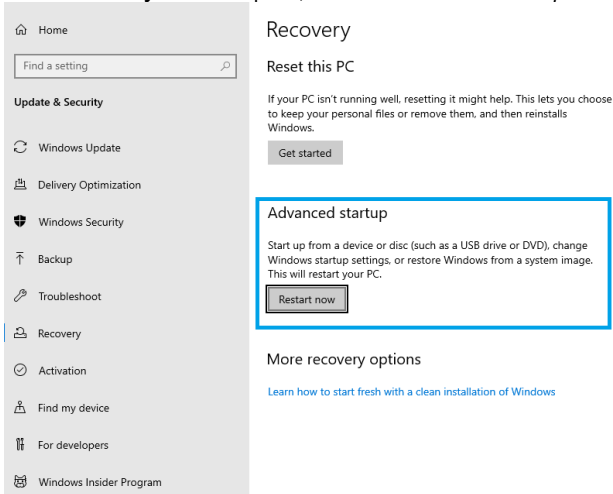 Home
Find a setting
Update & Security
Windows Update
Delivery Optimization
Windows Security
Backup
Troubleshoot
Recovery
Activation
Find my device
For developers
Windows Insider Program
Recovery
Reset this PC
If your PC isn't running well, resetting it might help. This lets you choose
to keep your personal files or remove them, and then reinstalls
Windows.
Get started
Advanced startup
Start up from a device or disc (such as a USB drive or DVD), change
Windows startup settings, or restore Windows from a system image.
This will restart your PC.
Restart now
More recovery options
Learn how to start fresh with a clean installation of Windows